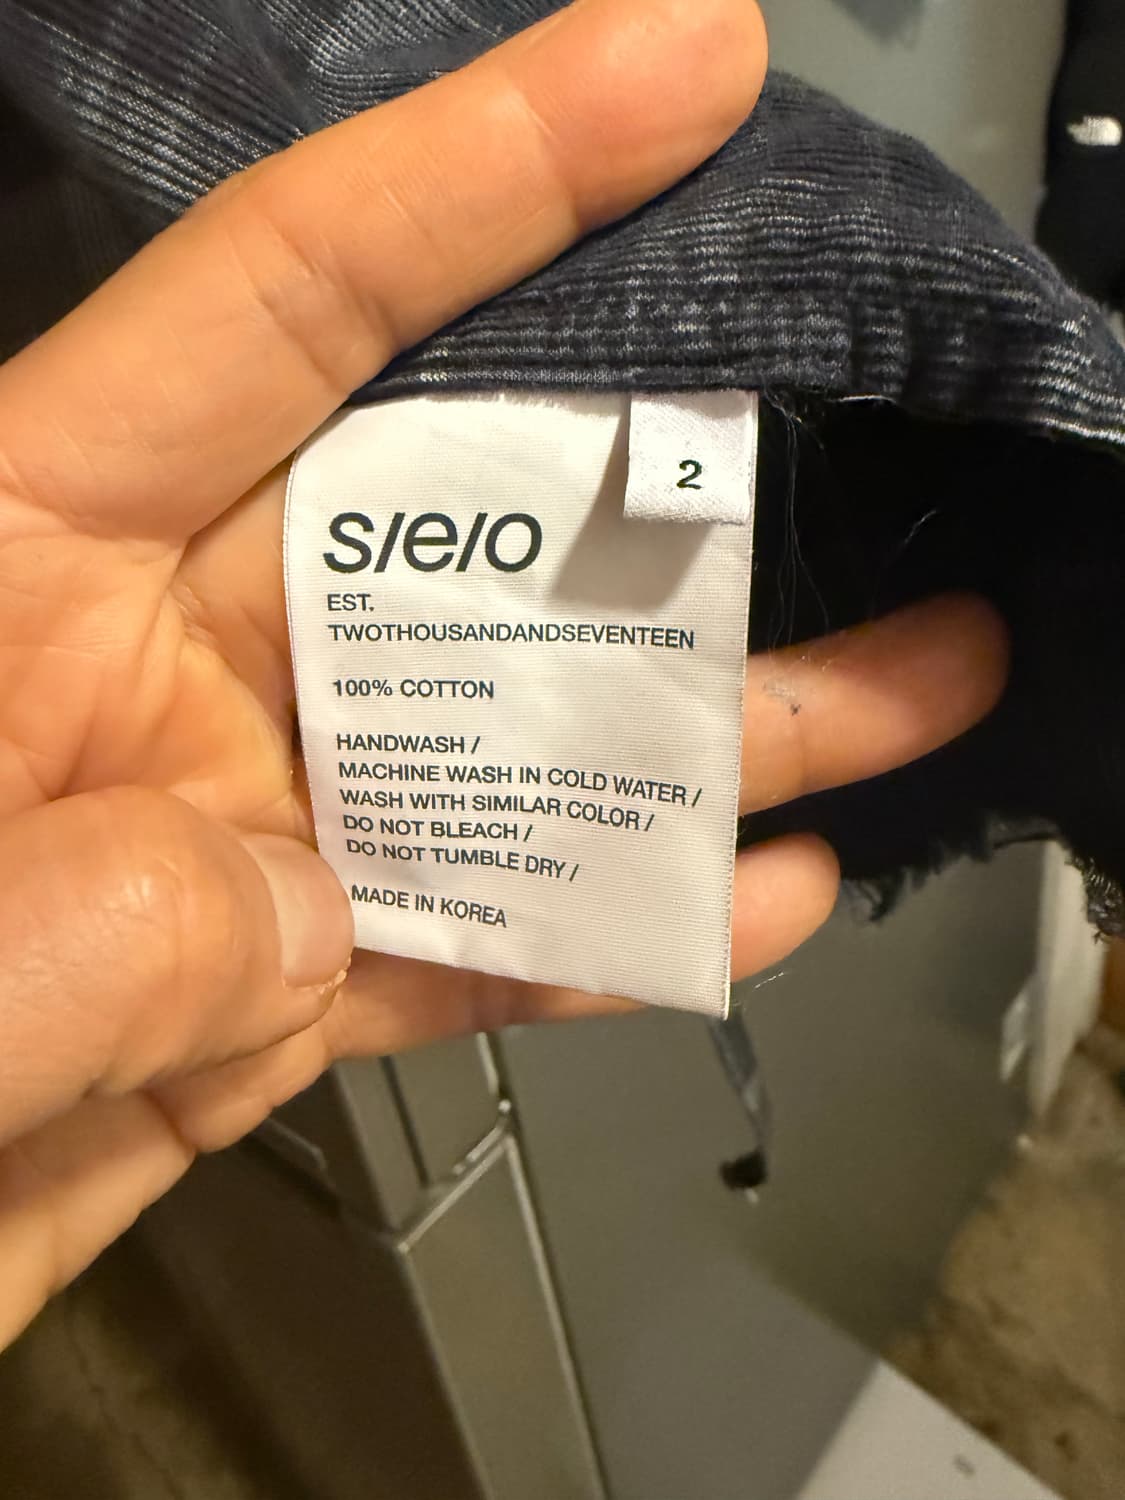 2
s/e/o
EST.
TWOTHOUSANDANDSEVENTEEN
100% COTTON
HANDWASH /
MACHINE WASH IN COLD WATER /
WASH WITH SIMILAR COLOR /
DO NOT BLEACH /
DO NOT TUMBLE DRY /
MADE IN KOREA